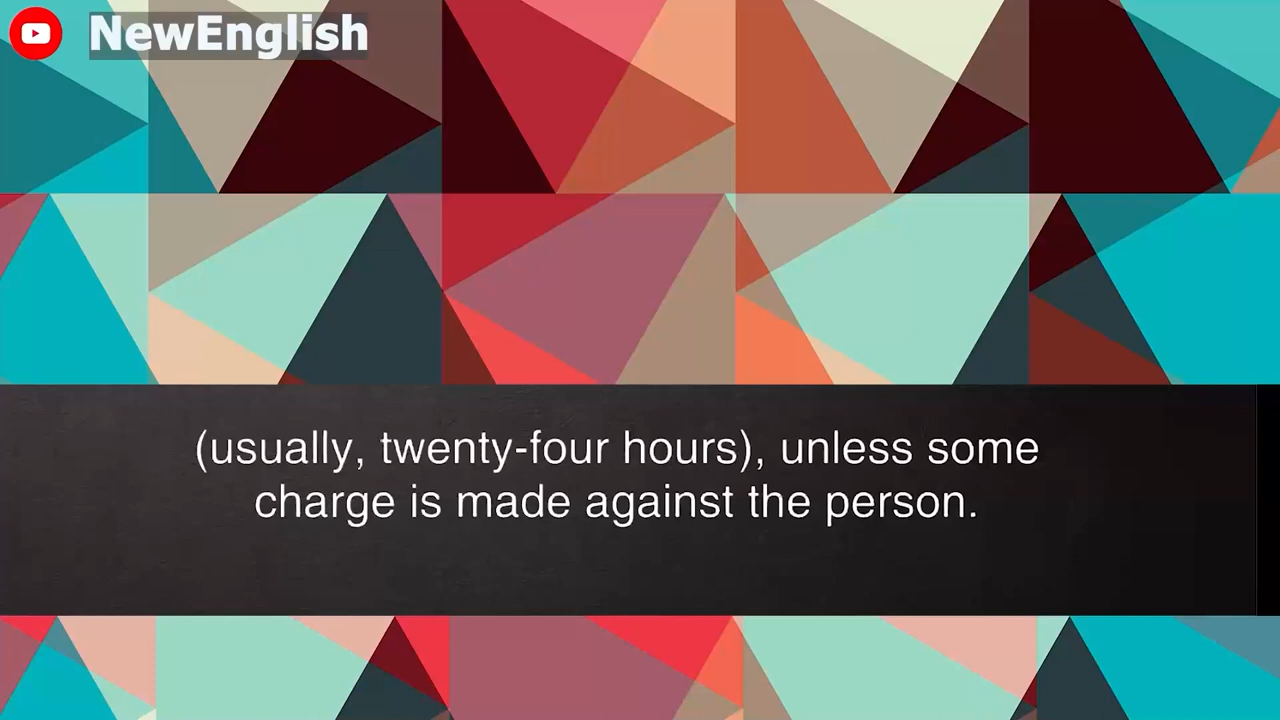 NewEnglish
(usually, twenty-four hours), unless some
charge is made against the person.